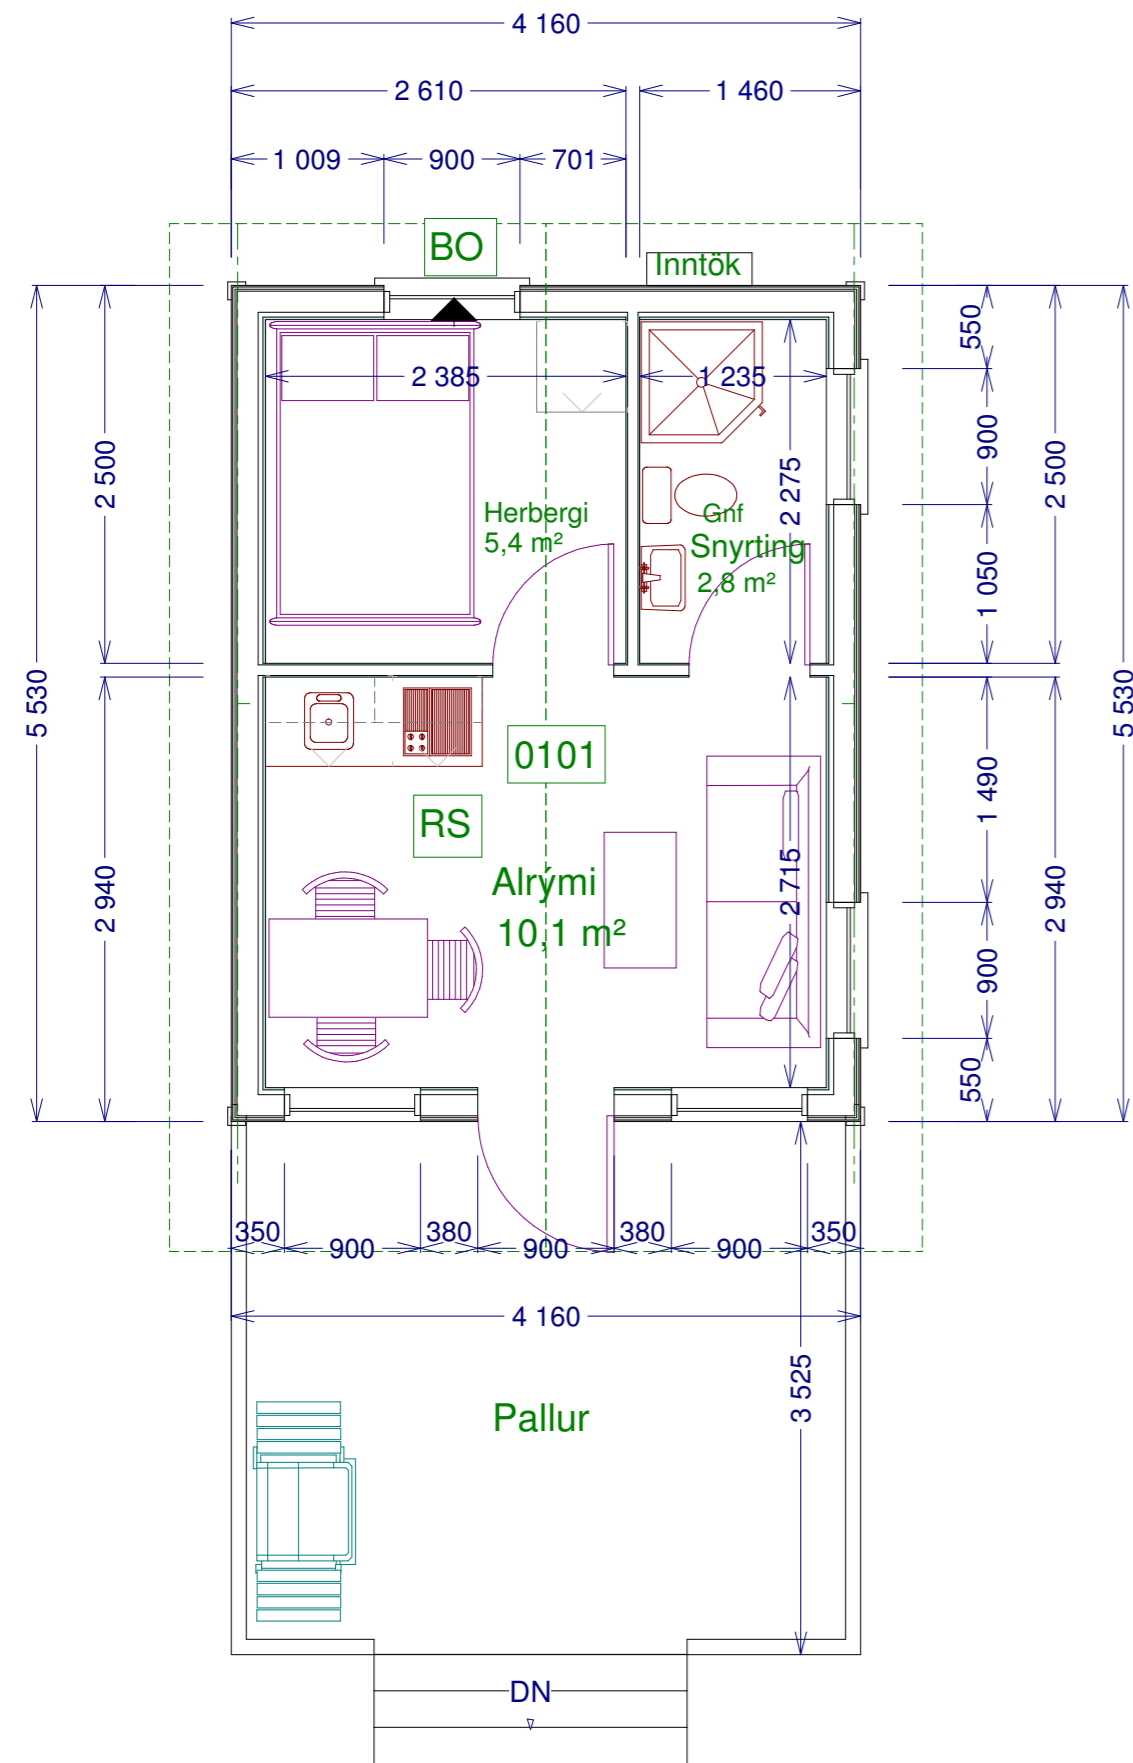 4 160
2 610
1 460
1 009
900
701
BO
Inntök
550
2 385
1 235
900
2 500
2 275
2 500
Herbergi
5,4 m²
Gnf
Snyrting
2,8 m²
1 050
5 530
5 530
0101
1 490
RS
2 940
Alrými
10,1 m²
2 715
2 940
900
550
350
900
380
900
380
900
350
4 160
3 525
Pallur
DN